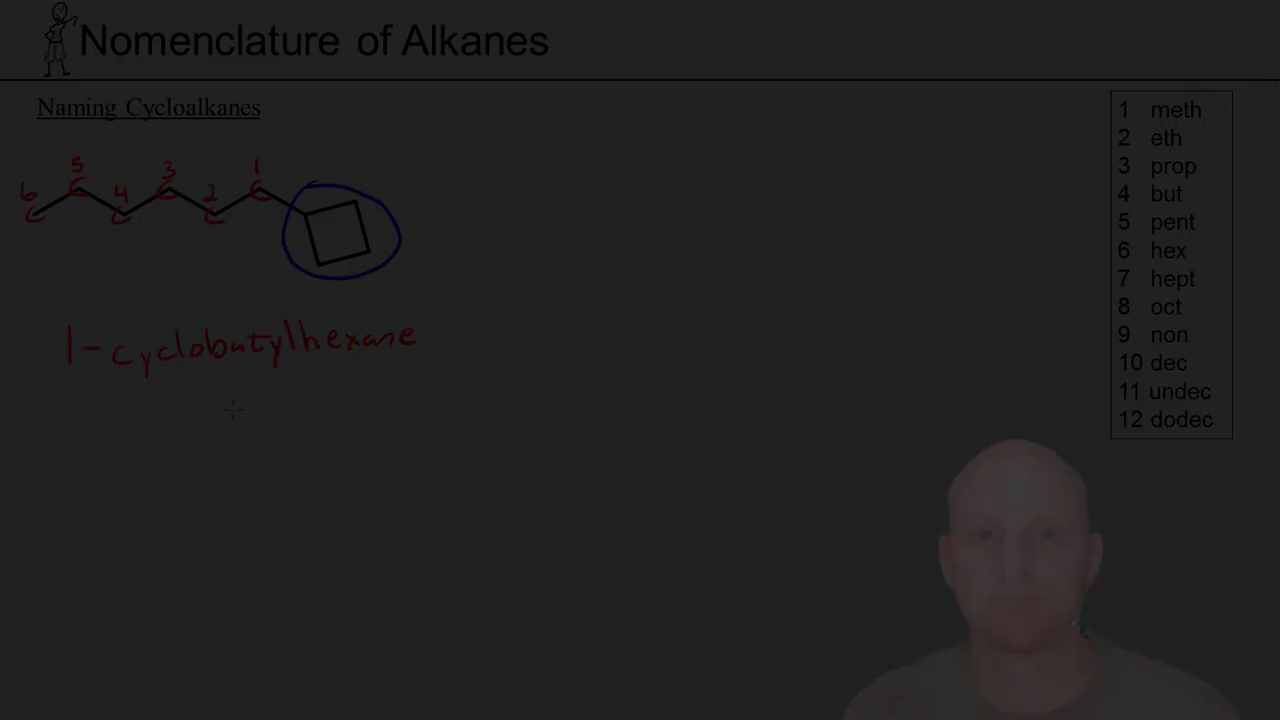 Nomenclature of Alkanes
Naming Cycloalkanes
6 5 4 3 2 1
1-cyclobutylhexane
1 meth
2 eth
3 prop
4 but
5 pent
6 hex
7 hept
8 oct
9 non
10 dec
11 undec
12 dodec